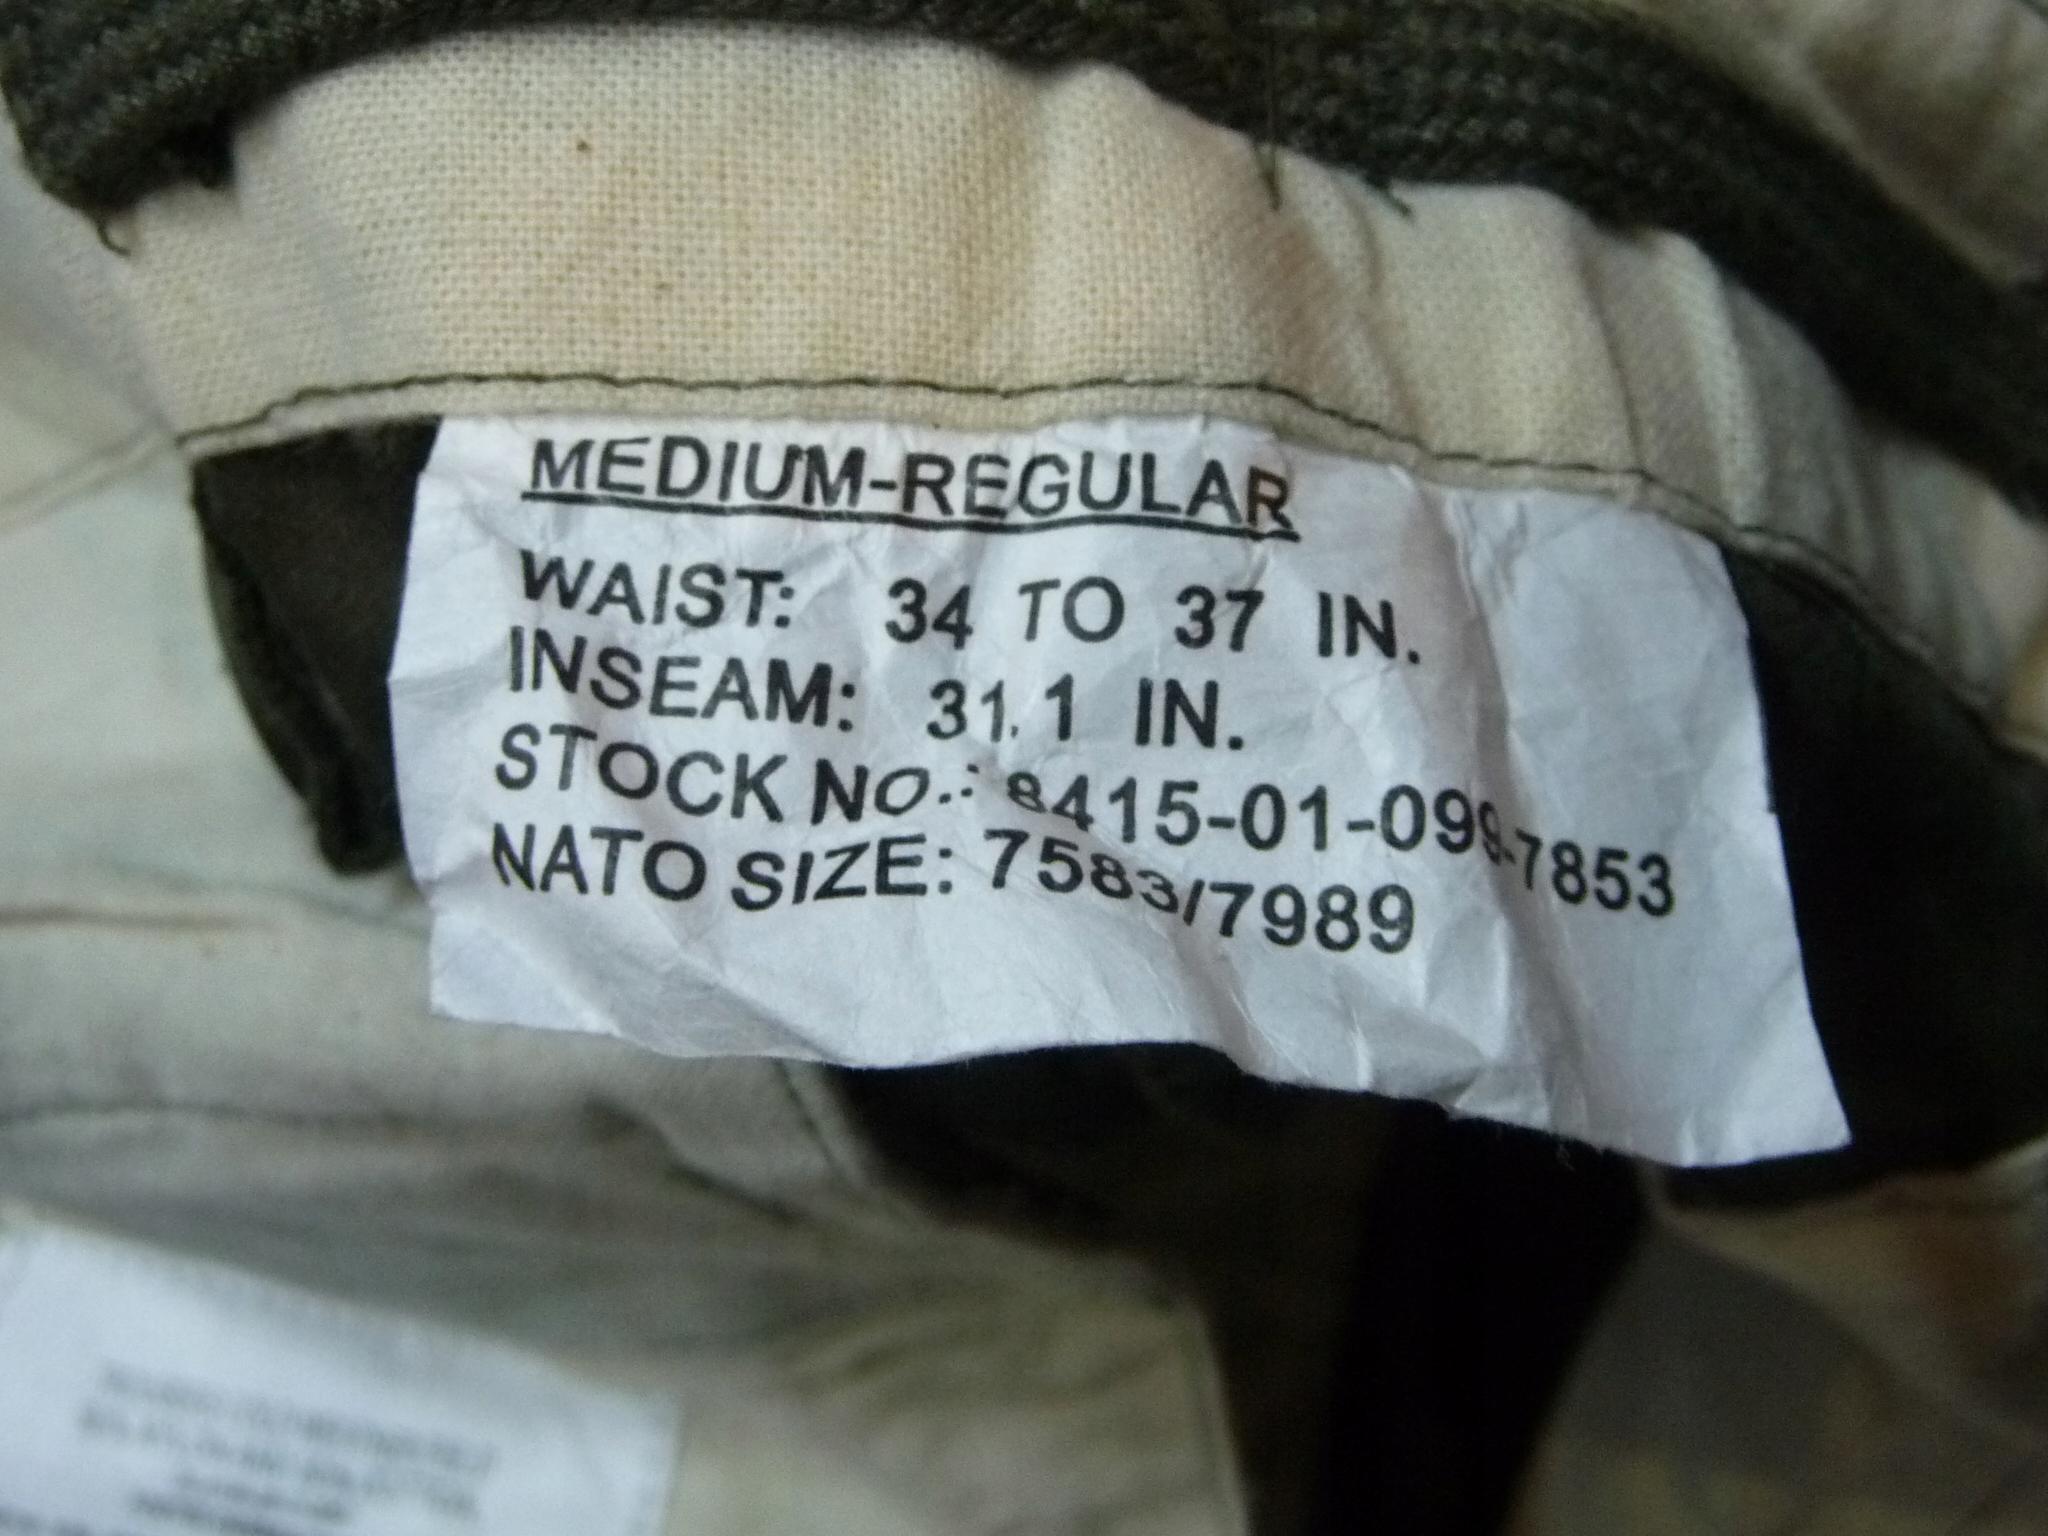 MEDIUM-REGULAR
WAIST: 34 TO 37 IN.
INSEAM: 31.1 IN.
STOCK NO.: 8415-01-099-7853
NATO SIZE: 7583/7989